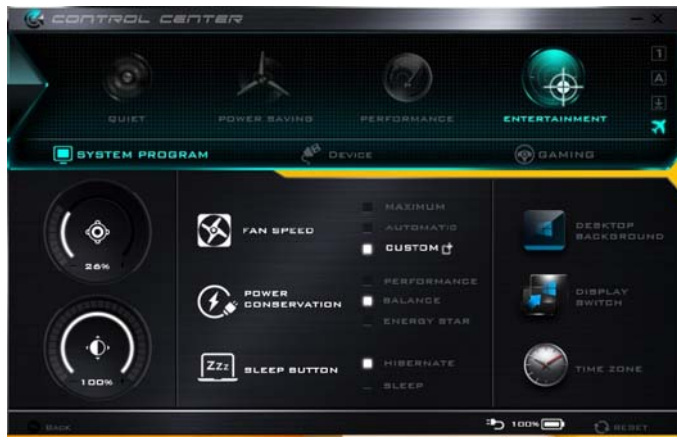 CONTROL CENTER
1
A
QUIET
POWER SAVING
PERFORMANCE
ENTERTAINMENT
SYSTEM PROGRAM
DEVICE
GAMING
26%
100%
FAN SPEED
MAXIMUM
AUTOMATIC
CUSTOM
POWER
CONSERVATION
PERFORMANCE
BALANCE
ENERGY STAR
Zzz
SLEEP BUTTON
HIBERNATE
SLEEP
DESKTOP
BACKGROUND
DISPLAY
SWITCH
TIME ZONE
BACK
100%
RESET